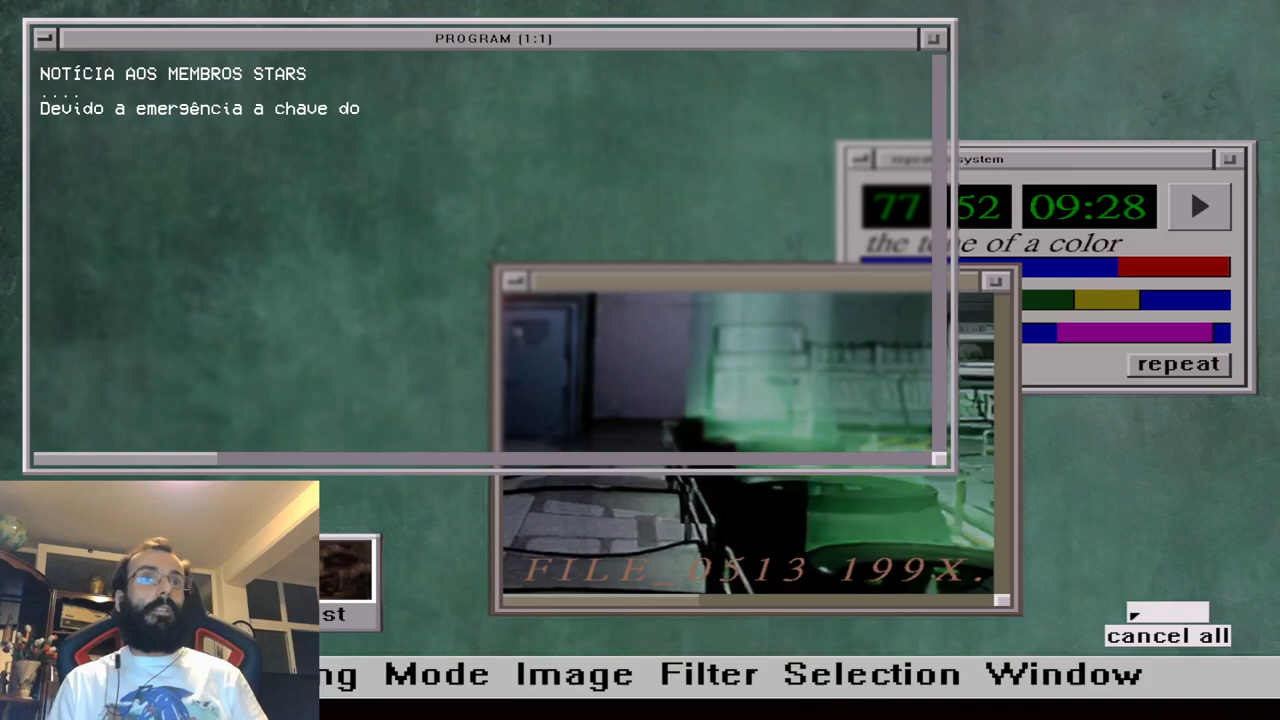 PROGRAM (1:1)
NOTÍCIA AOS MEMBROS STARS
....
Devido a emergência a chave do
system
77 52 09:28
the tone of a color
repeat
FILE_0513 199X.
st
cancel all
ng Mode Image Filter Selection Window